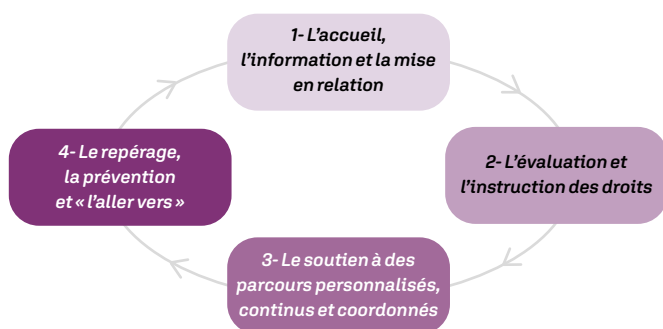 1- L'accueil,
l'information et la mise
en relation
2- L'évaluation et
l'instruction des droits
3- Le soutien à des
parcours personnalisés,
continus et coordonnés
4- Le repérage,
la prévention
et « l'aller vers »